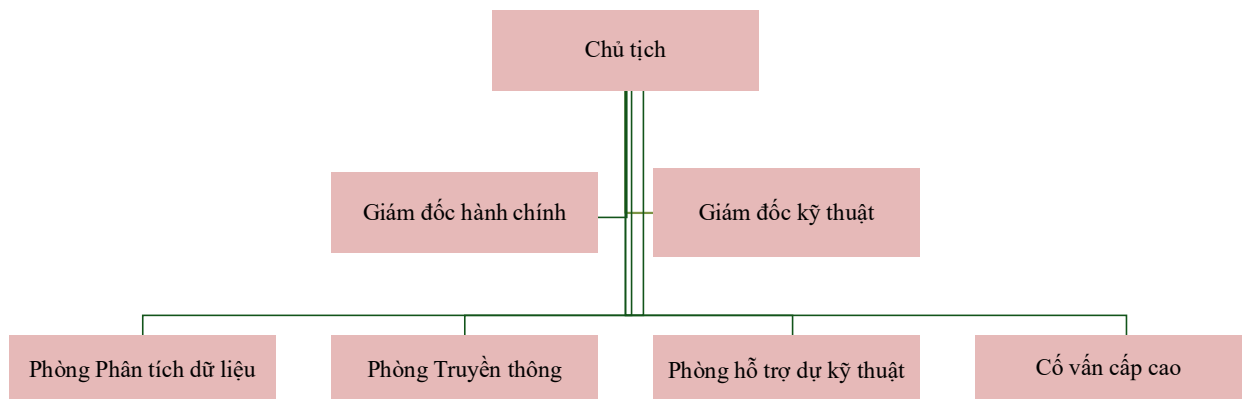 Chủ tịch
Giám đốc hành chính
Giám đốc kỹ thuật
Phòng Phân tích dữ liệu
Phòng Truyền thông
Phòng hỗ trợ dự kỹ thuật
Cố vấn cấp cao